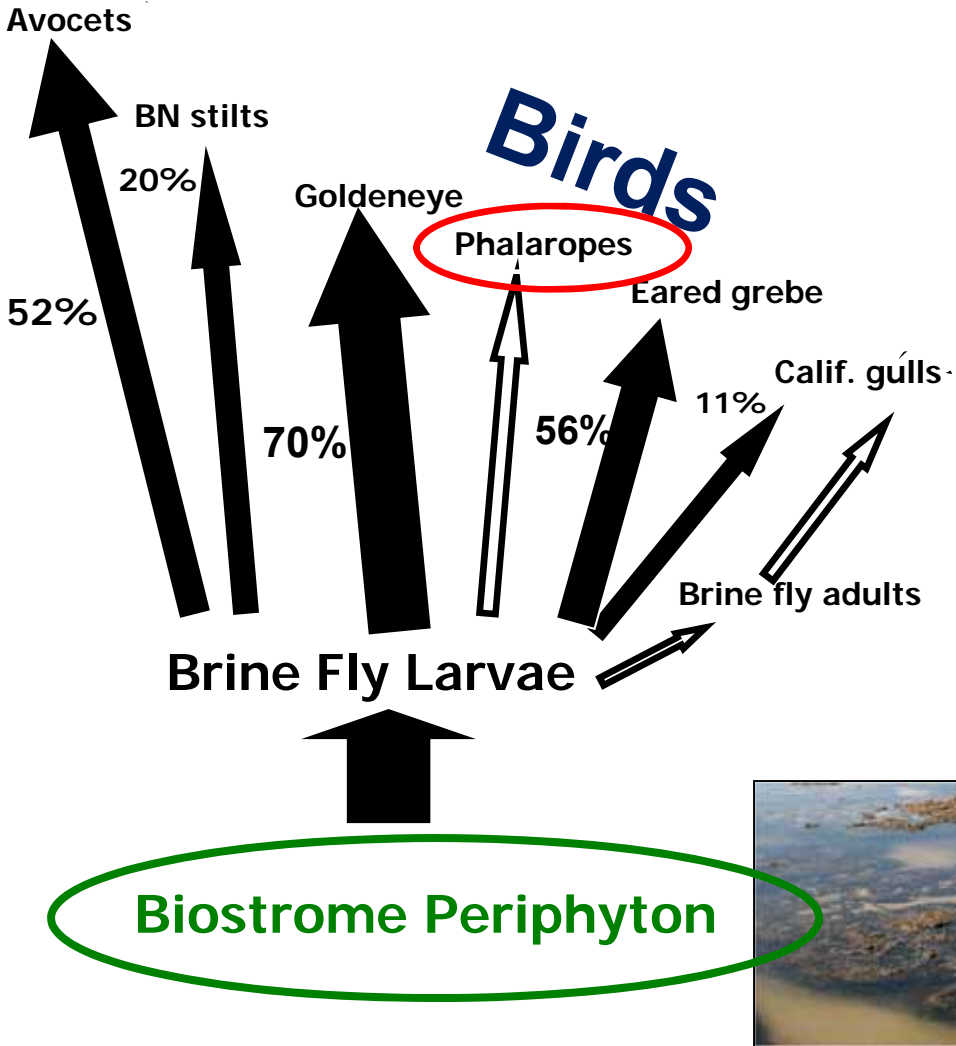 Avocets
BN stilts
Birds
20%
Goldeneye
Phalaropes
52%
Eared grebe
Calif. gulls
11%
70%
56%
Brine fly adults
Brine Fly Larvae
Biostrome Periphyton